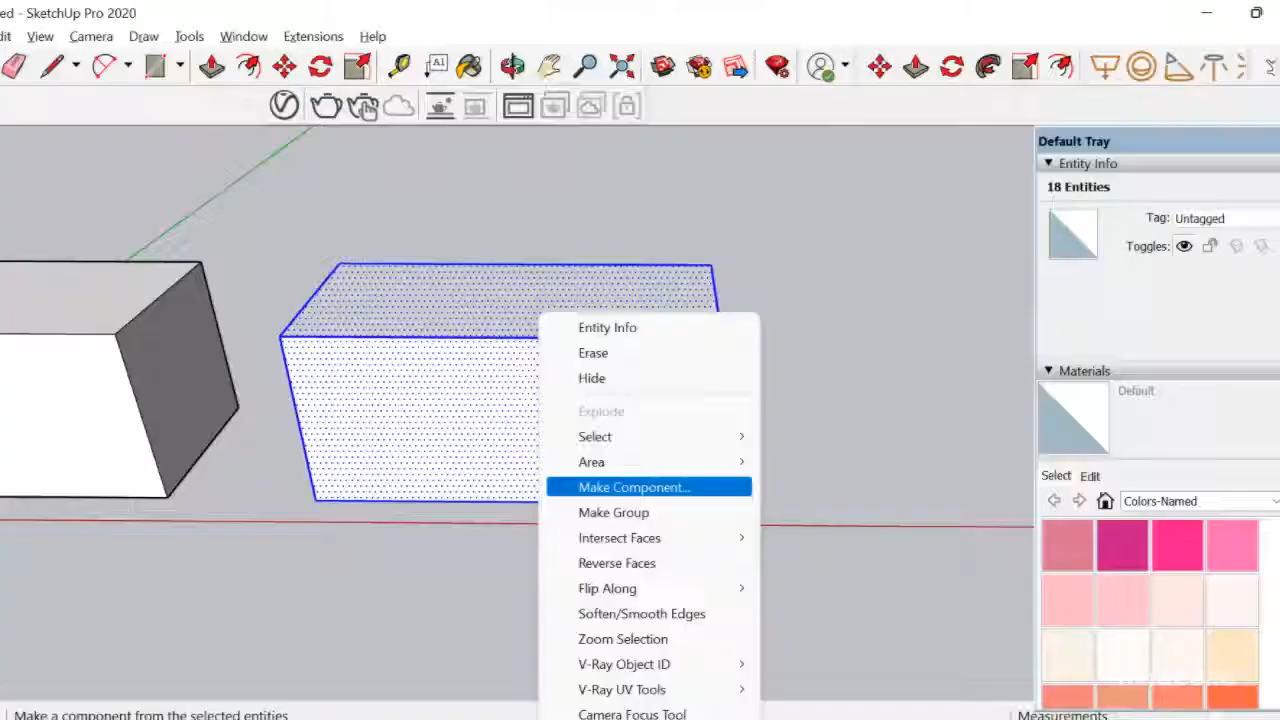 ed - SketchUp Pro 2020
dit View Camera Draw Tools Window Extensions Help
A1
Default Tray
Entity Info
18 Entities
Tag: Untagged
Toggles:
Entity Info
Erase
Hide
Explode
Select
Area
Make Component...
Make Group
Intersect Faces
Reverse Faces
Flip Along
Soften/Smooth Edges
Zoom Selection
V-Ray Object ID
V-Ray UV Tools
Camera Focus Tool
Materials
Default
Select Edit
Colors-Named
Make a component from the selected entities
Measurements